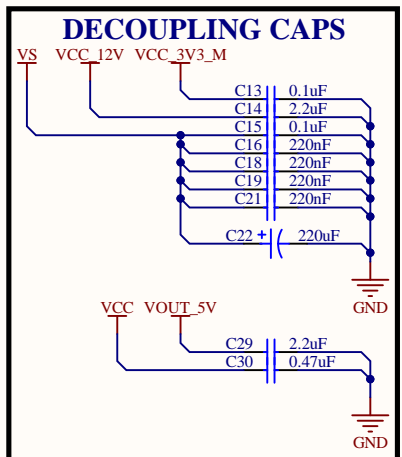 DECOUPLING CAPS
VS VCC_12V VCC_3V3_M
C13 0.1uF
C14 2.2uF
C15 0.1uF
C16 220nF
C18 220nF
C19 220nF
C21 220nF
C22 + 220uF
GND
VCC VOUT_5V
C29 2.2uF
C30 0.47uF
GND